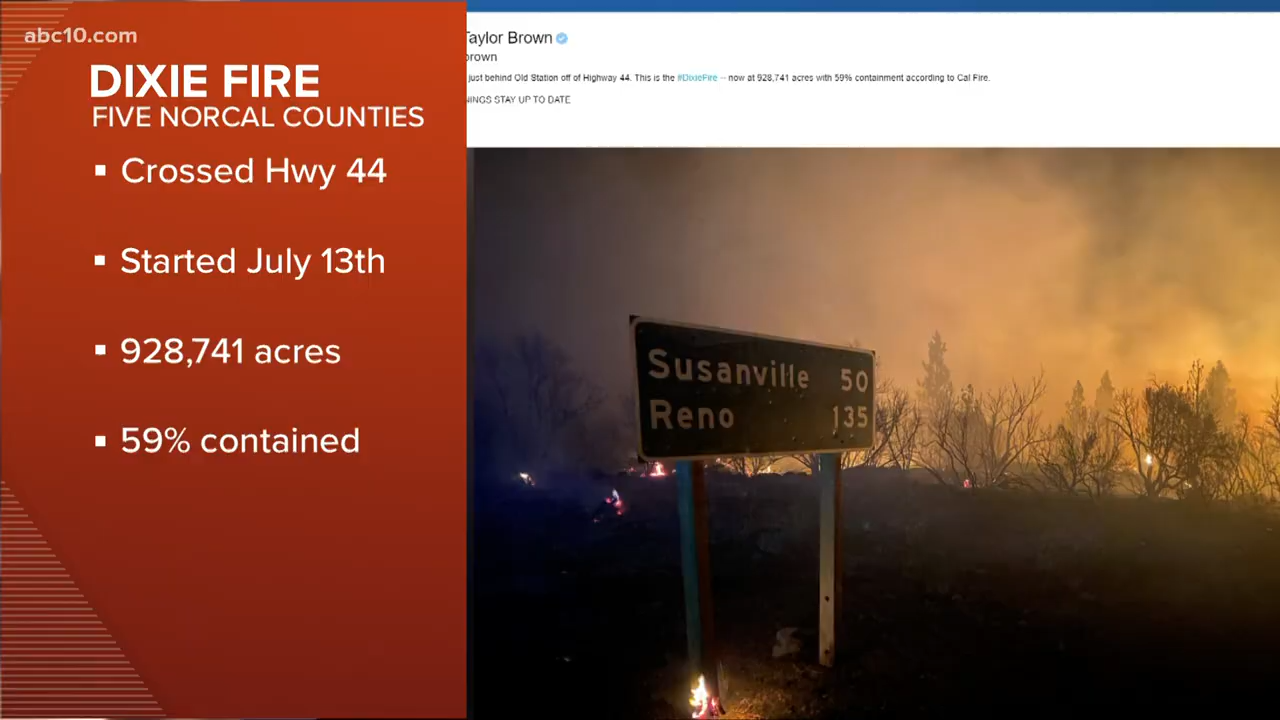 abc10.com
DIXIE FIRE
FIVE NORCAL COUNTIES
Crossed Hwy 44
Started July 13th
928,741 acres
59% contained
Taylor Brown
brown
just behind Old Station off of Highway 44. This is the #DixieFire -- now at 928,741 acres with 59% containment according to Cal Fire.
STAY UP TO DATE
Susanville 50
Reno 135